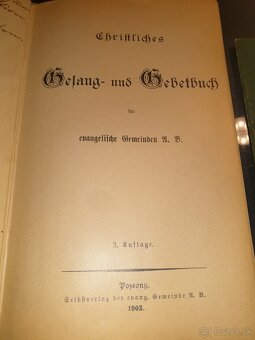 Christliches
Gesang- und Gebetbuch
für
evangelische Gemeinden A. B.
3. Auflage.
Pozsony.
Selbstverlag der evang. Gemeinde A. B.
1903.